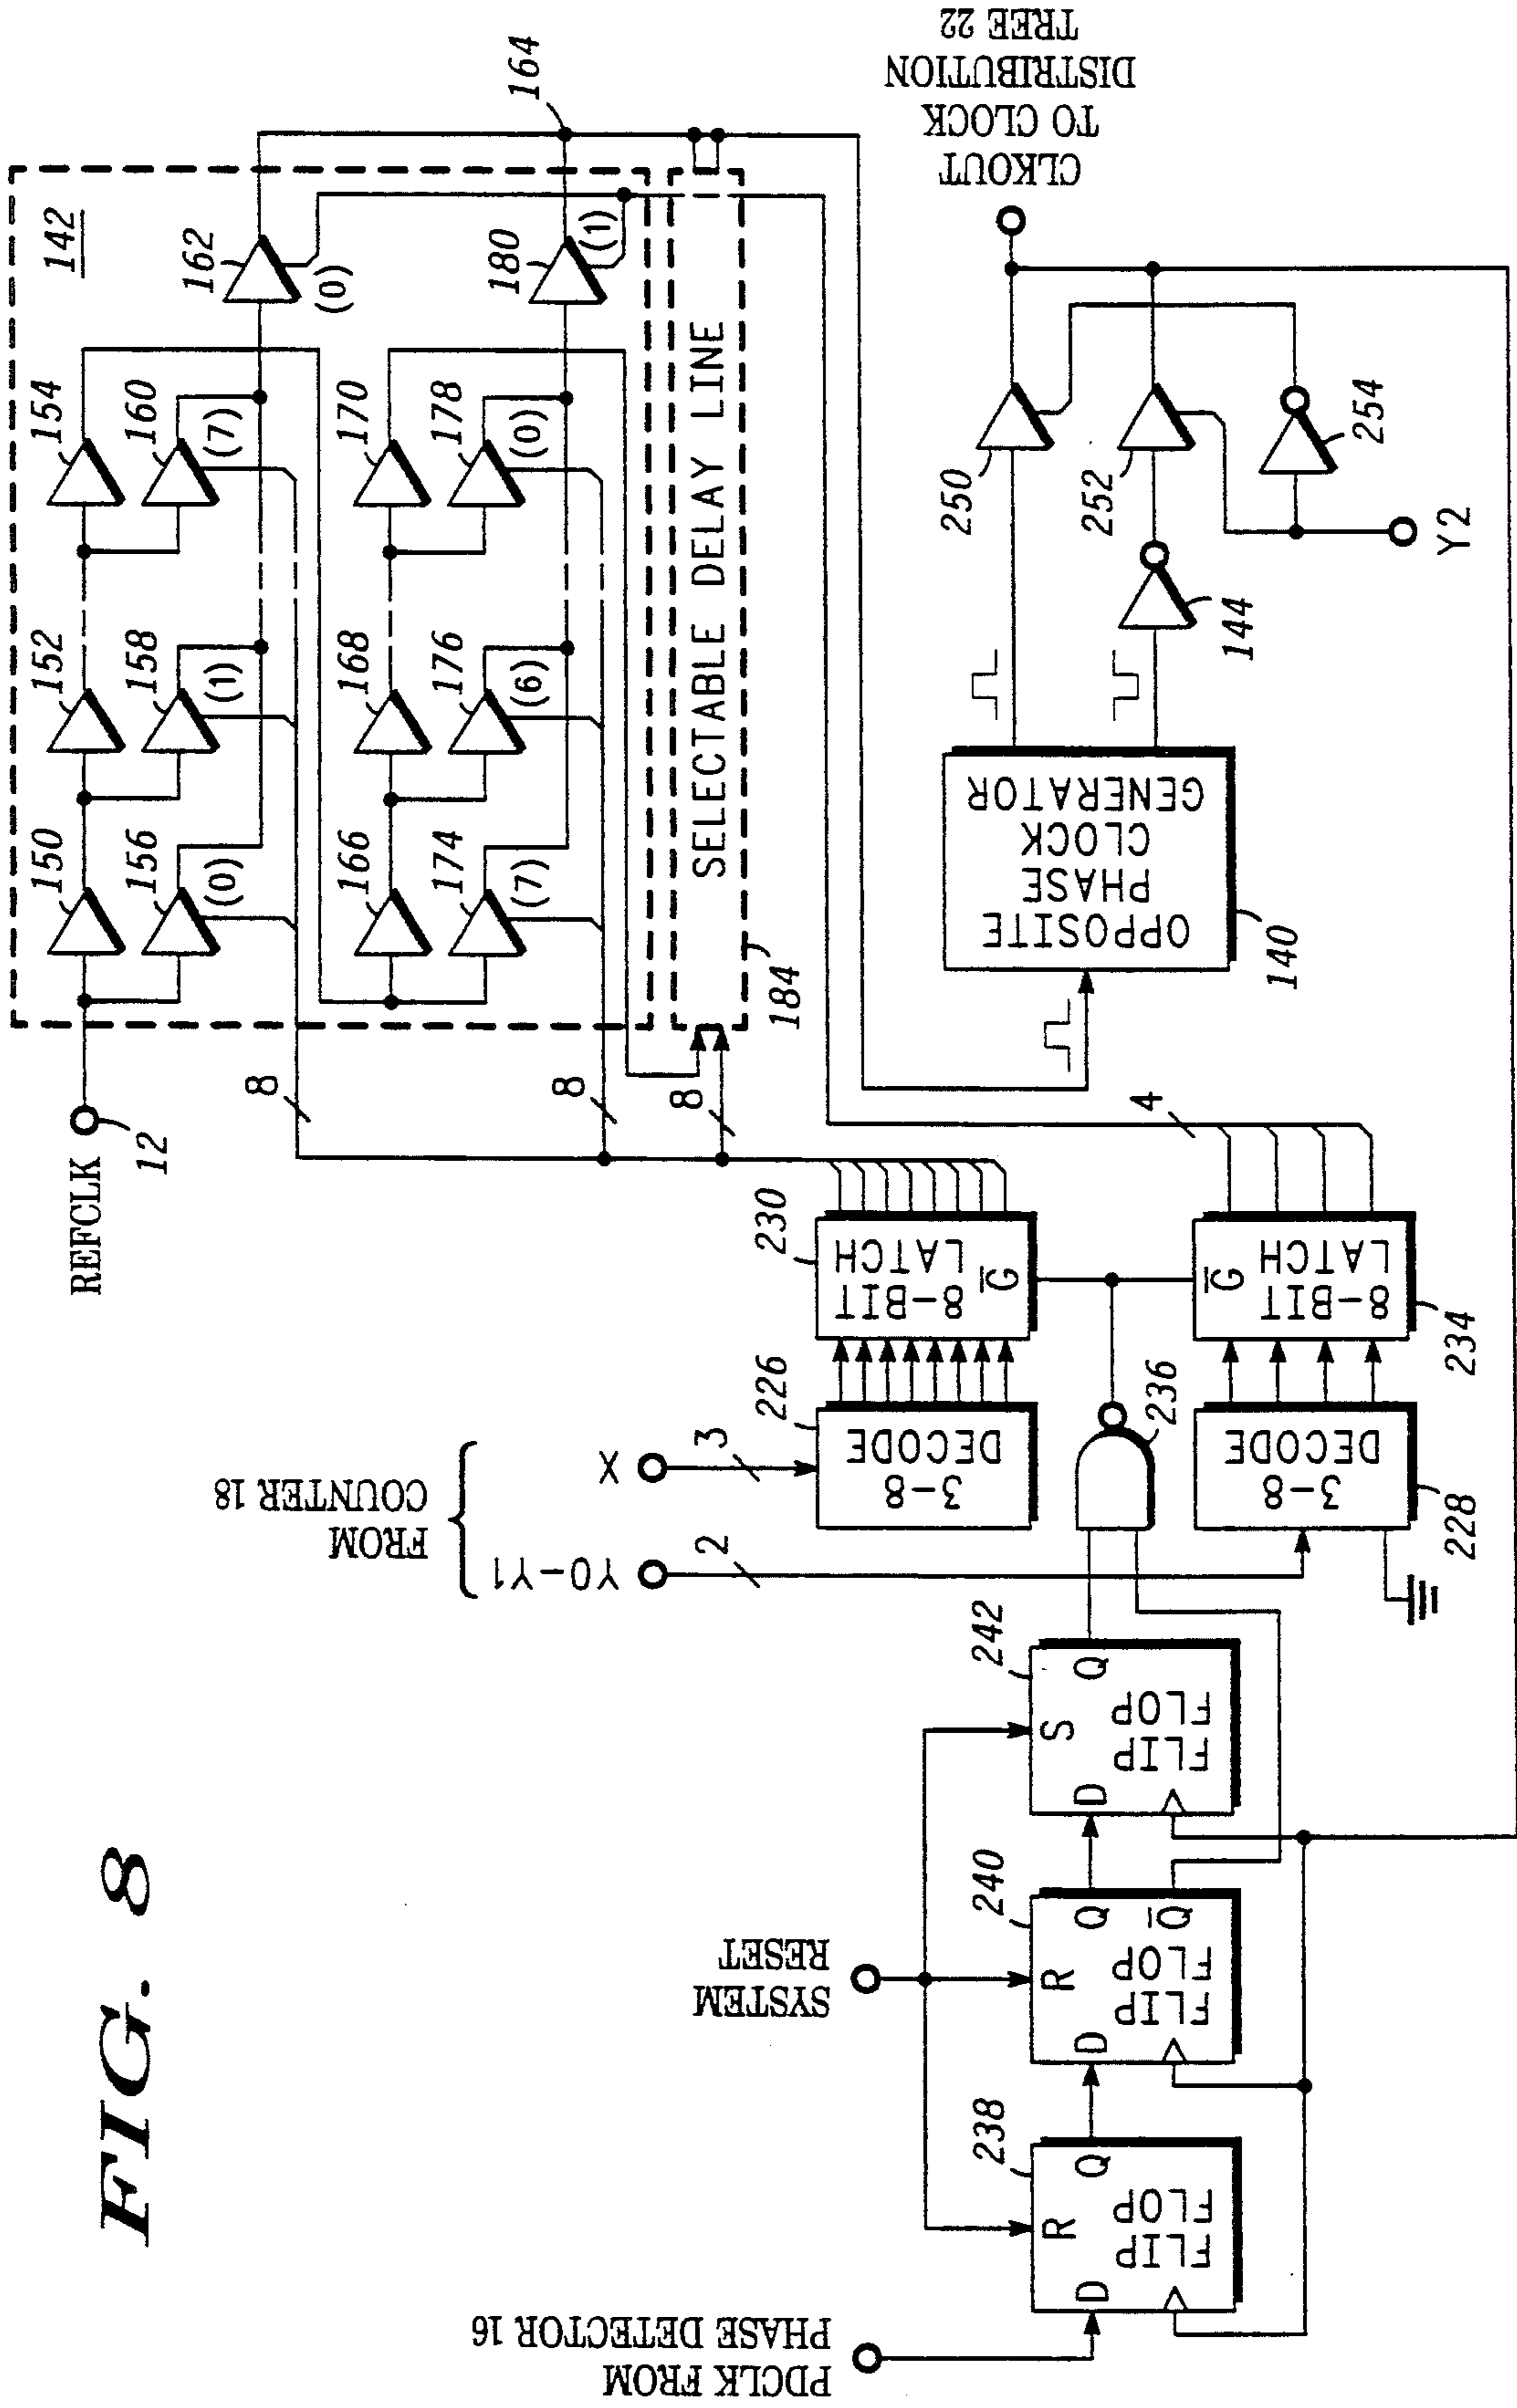 FIG. 8
REFCLK
12
142
150
152
154
156
158
160
(0)
(1)
(7)
162
(0)
164
166
168
170
174
176
178
(7)
(6)
(0)
180
(1)
8
8
8
SELECTABLE DELAY LINE
184
FROM
COUNTER 18
X
3
Y0-Y1
2
226
3-8
DECODE
230
8-BIT
LATCH
G
228
3-8
DECODE
234
8-BIT
LATCH
G
236
4
OPPOSITE
PHASE
CLOCK
GENERATOR
140
144
250
252
254
Y2
CLKOUT
TO CLOCK
DISTRIBUTION
TREE 22
SYSTEM
RESET
PDCLK FROM
PHASE DETECTOR 16
238
R
D
Q
FLIP
FLOP
240
R
D
Q
Q
FLIP
FLOP
242
S
D
Q
FLIP
FLOP